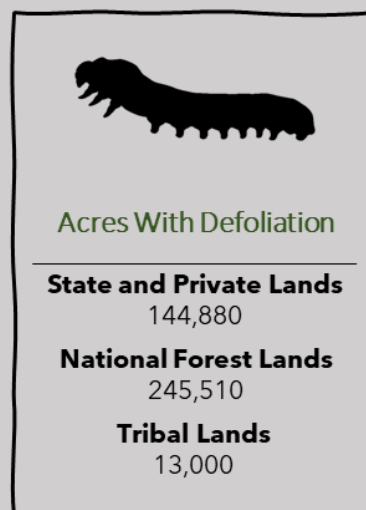 Acres With Defoliation
State and Private Lands
144,880
National Forest Lands
245,510
Tribal Lands
13,000